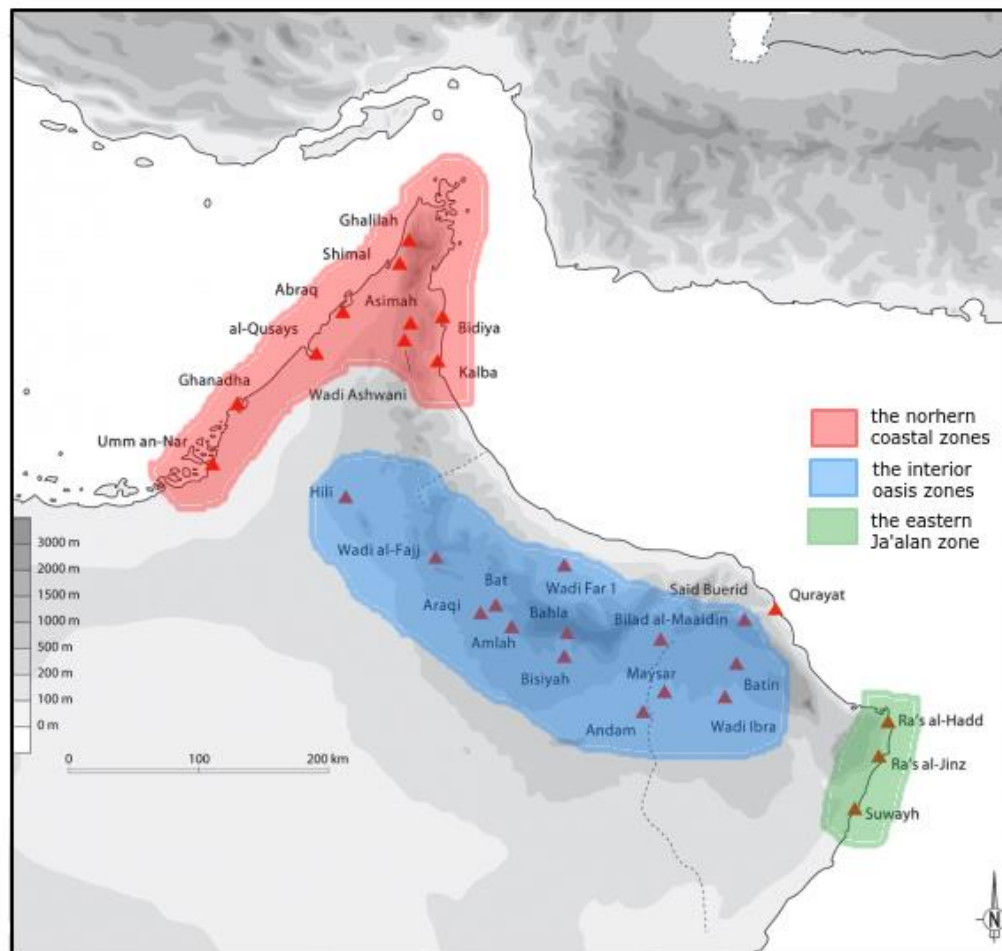 Ghalilah
Shimal
Abraq
Asimah
al-Qusays
Bidiya
Ghanadha
Kalba
Wadi Ashwani
Umm an-Nar
the norhern
coastal zones
the interior
oasis zones
the eastern
Ja'alan zone
Hili
Wadi al-Fajj
Bat
Wadi Far 1
Said Buerid
Qurayat
Araqi
Bahla
Bilad al-Maaidin
Amlah
Bisiyah
Maysar
Batin
Andam
Wadi Ibra
Ra's al-Hadd
Ra's al-Jinz
Suwayh
3000 m
2000 m
1500 m
1000 m
500 m
200 m
100 m
0 m
0 100 200 km
N